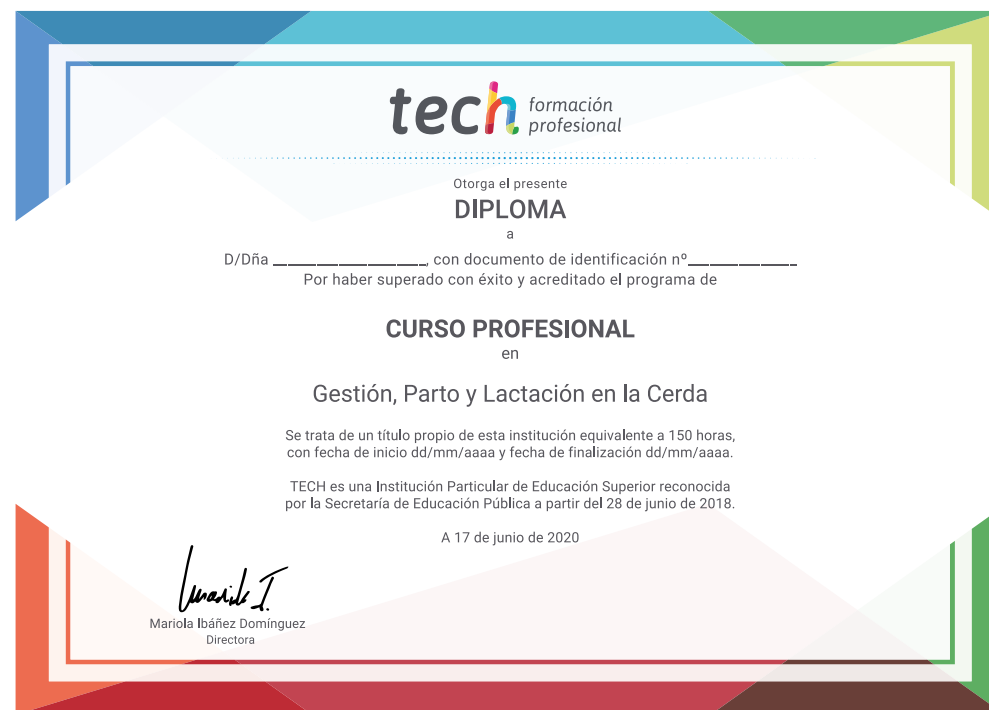 tech formación
profesional
Otorga el presente
DIPLOMA
a
D/Dña ____________________, con documento de identificación nº______________
Por haber superado con éxito y acreditado el programa de
CURSO PROFESIONAL
en
Gestión, Parto y Lactación en la Cerda
Se trata de un título propio de esta institución equivalente a 150 horas,
con fecha de inicio dd/mm/aaaa y fecha de finalización dd/mm/aaaa.
TECH es una Institución Particular de Educación Superior reconocida
por la Secretaría de Educación Pública a partir del 28 de junio de 2018.
A 17 de junio de 2020
Mariola Ibáñez Domínguez
Directora